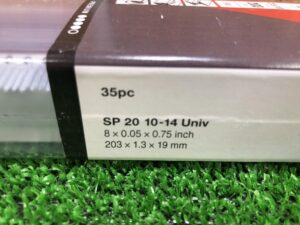 35pc
SP 20 10-14 Univ
8 x 0.05 x 0.75 inch
203 x 1.3 x 19 mm